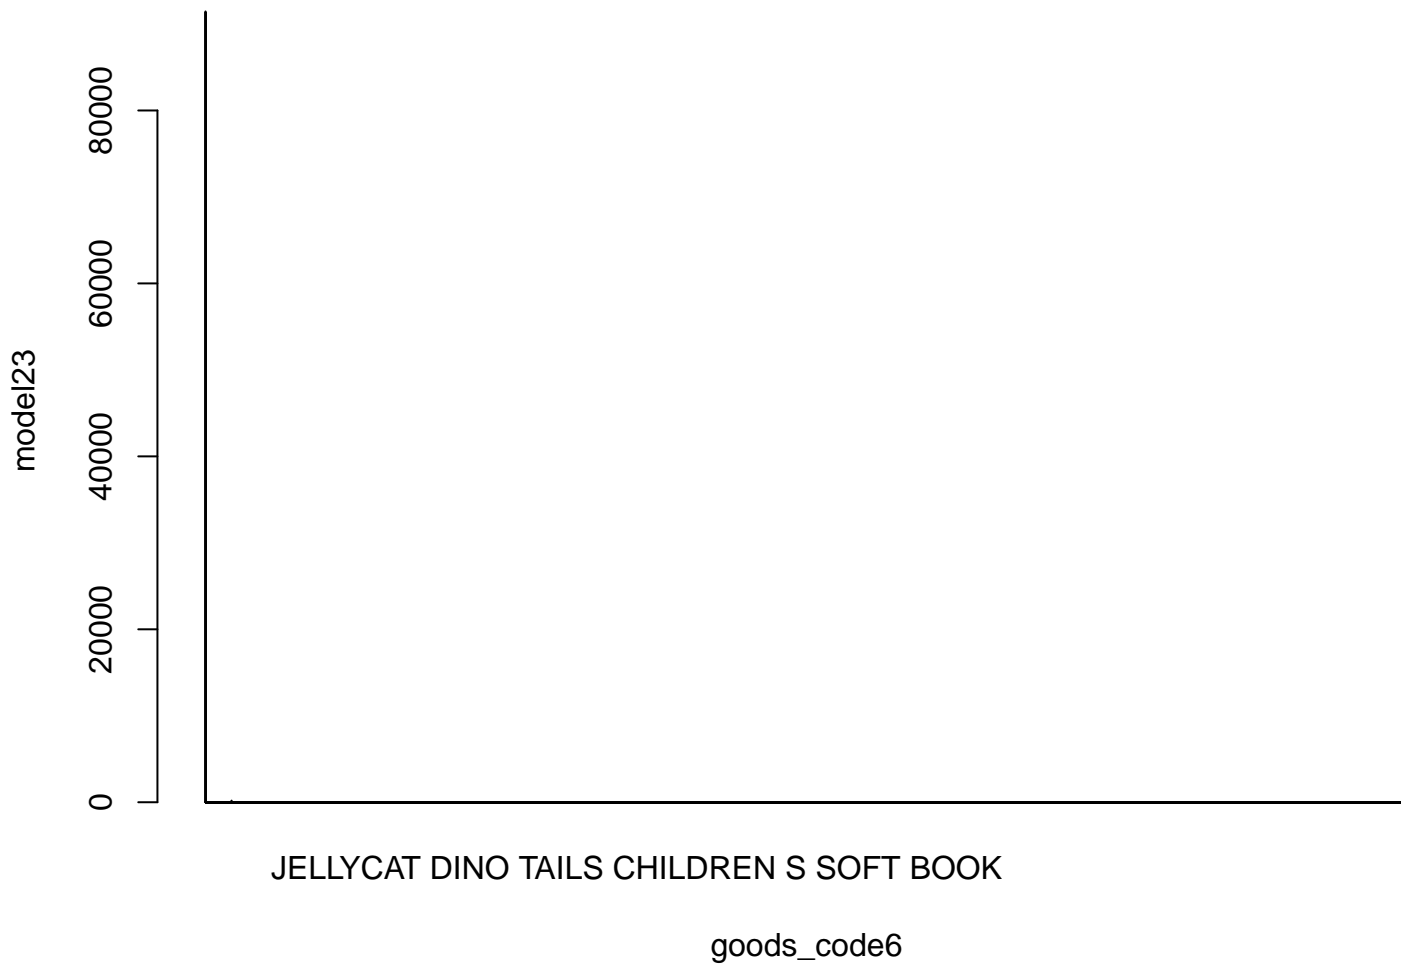 80000
60000
40000
20000
0
model23
JELLYCAT DINO TAILS CHILDREN S SOFT BOOK
goods_code6